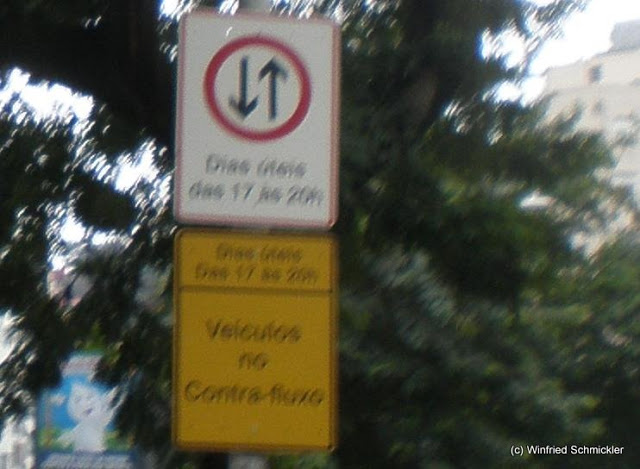 Dias úteis
das 17 às 20h
Dias úteis
Das 17 às 20h
Veículos
no
Contra-fluxo
(c) Winfried Schmickler